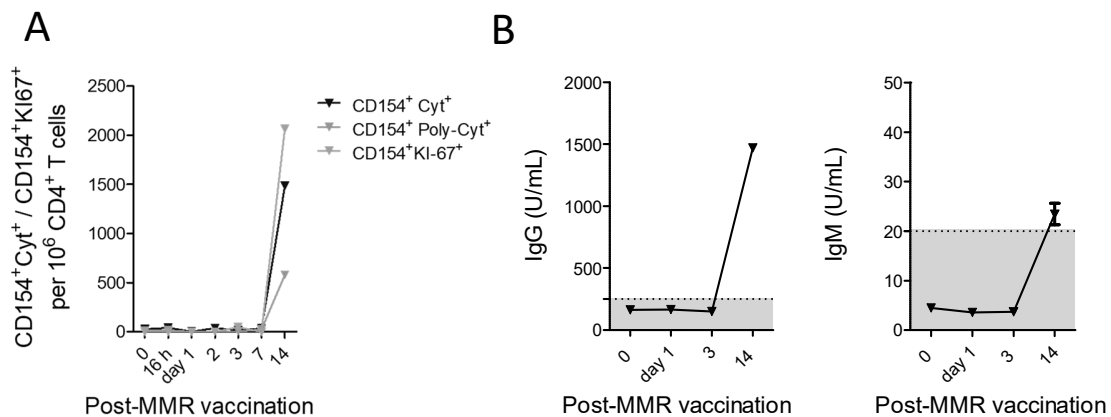 A
CD154⁺Cyt⁺ / CD154⁺KI67⁺
per 10⁶ CD4⁺ T cells
2500
2000
1500
1000
500
0
0
16 h
day 1
2
3
7
14
Post-MMR vaccination
CD154⁺ Cyt⁺
CD154⁺ Poly-Cyt⁺
CD154⁺KI-67⁺
B
IgG (U/mL)
2000
1500
1000
500
0
0
day 1
3
14
Post-MMR vaccination
IgM (U/mL)
50
40
30
20
10
0
0
day 1
3
14
Post-MMR vaccination